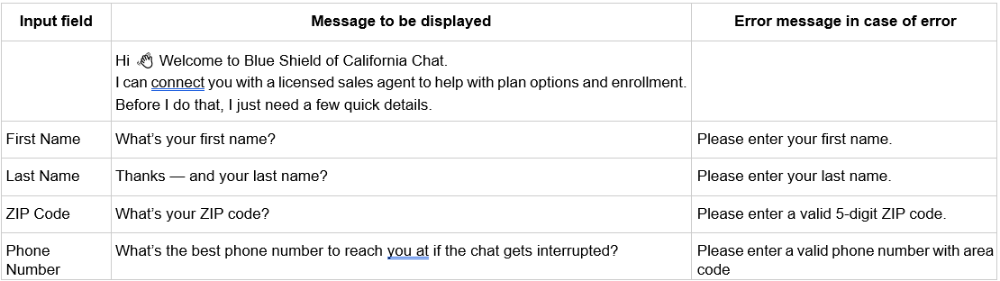 Input field Message to be displayed Error message in case of error
Hi 👋 Welcome to Blue Shield of California Chat.
I can connect you with a licensed sales agent to help with plan options and enrollment.
Before I do that, I just need a few quick details.
First Name What’s your first name? Please enter your first name.
Last Name Thanks — and your last name? Please enter your last name.
ZIP Code What’s your ZIP code? Please enter a valid 5-digit ZIP code.
Phone What’s the best phone number to reach you at if the chat gets interrupted? Please enter a valid phone number with area
Number code